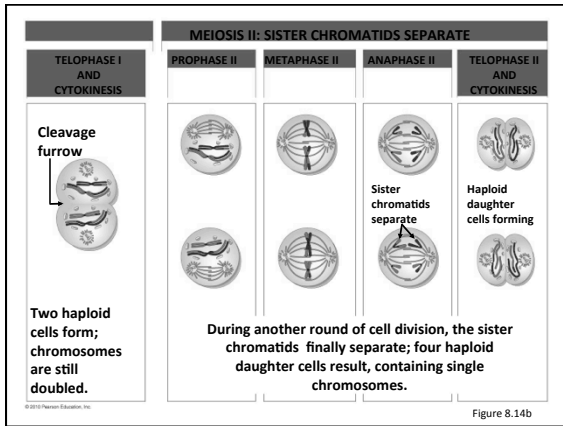 MEIOSIS II: SISTER CHROMATIDS SEPARATE
TELOPHASE I
AND
CYTOKINESIS
PROPHASE II
METAPHASE II
ANAPHASE II
TELOPHASE II
AND
CYTOKINESIS
Cleavage
furrow
Sister
chromatids
separate
Haploid
daughter
cells forming
Two haploid
cells form;
chromosomes
are still
doubled.
During another round of cell division, the sister
chromatids finally separate; four haploid
daughter cells result, containing single
chromosomes.
© 2010 Pearson Education, Inc.
Figure 8.14b